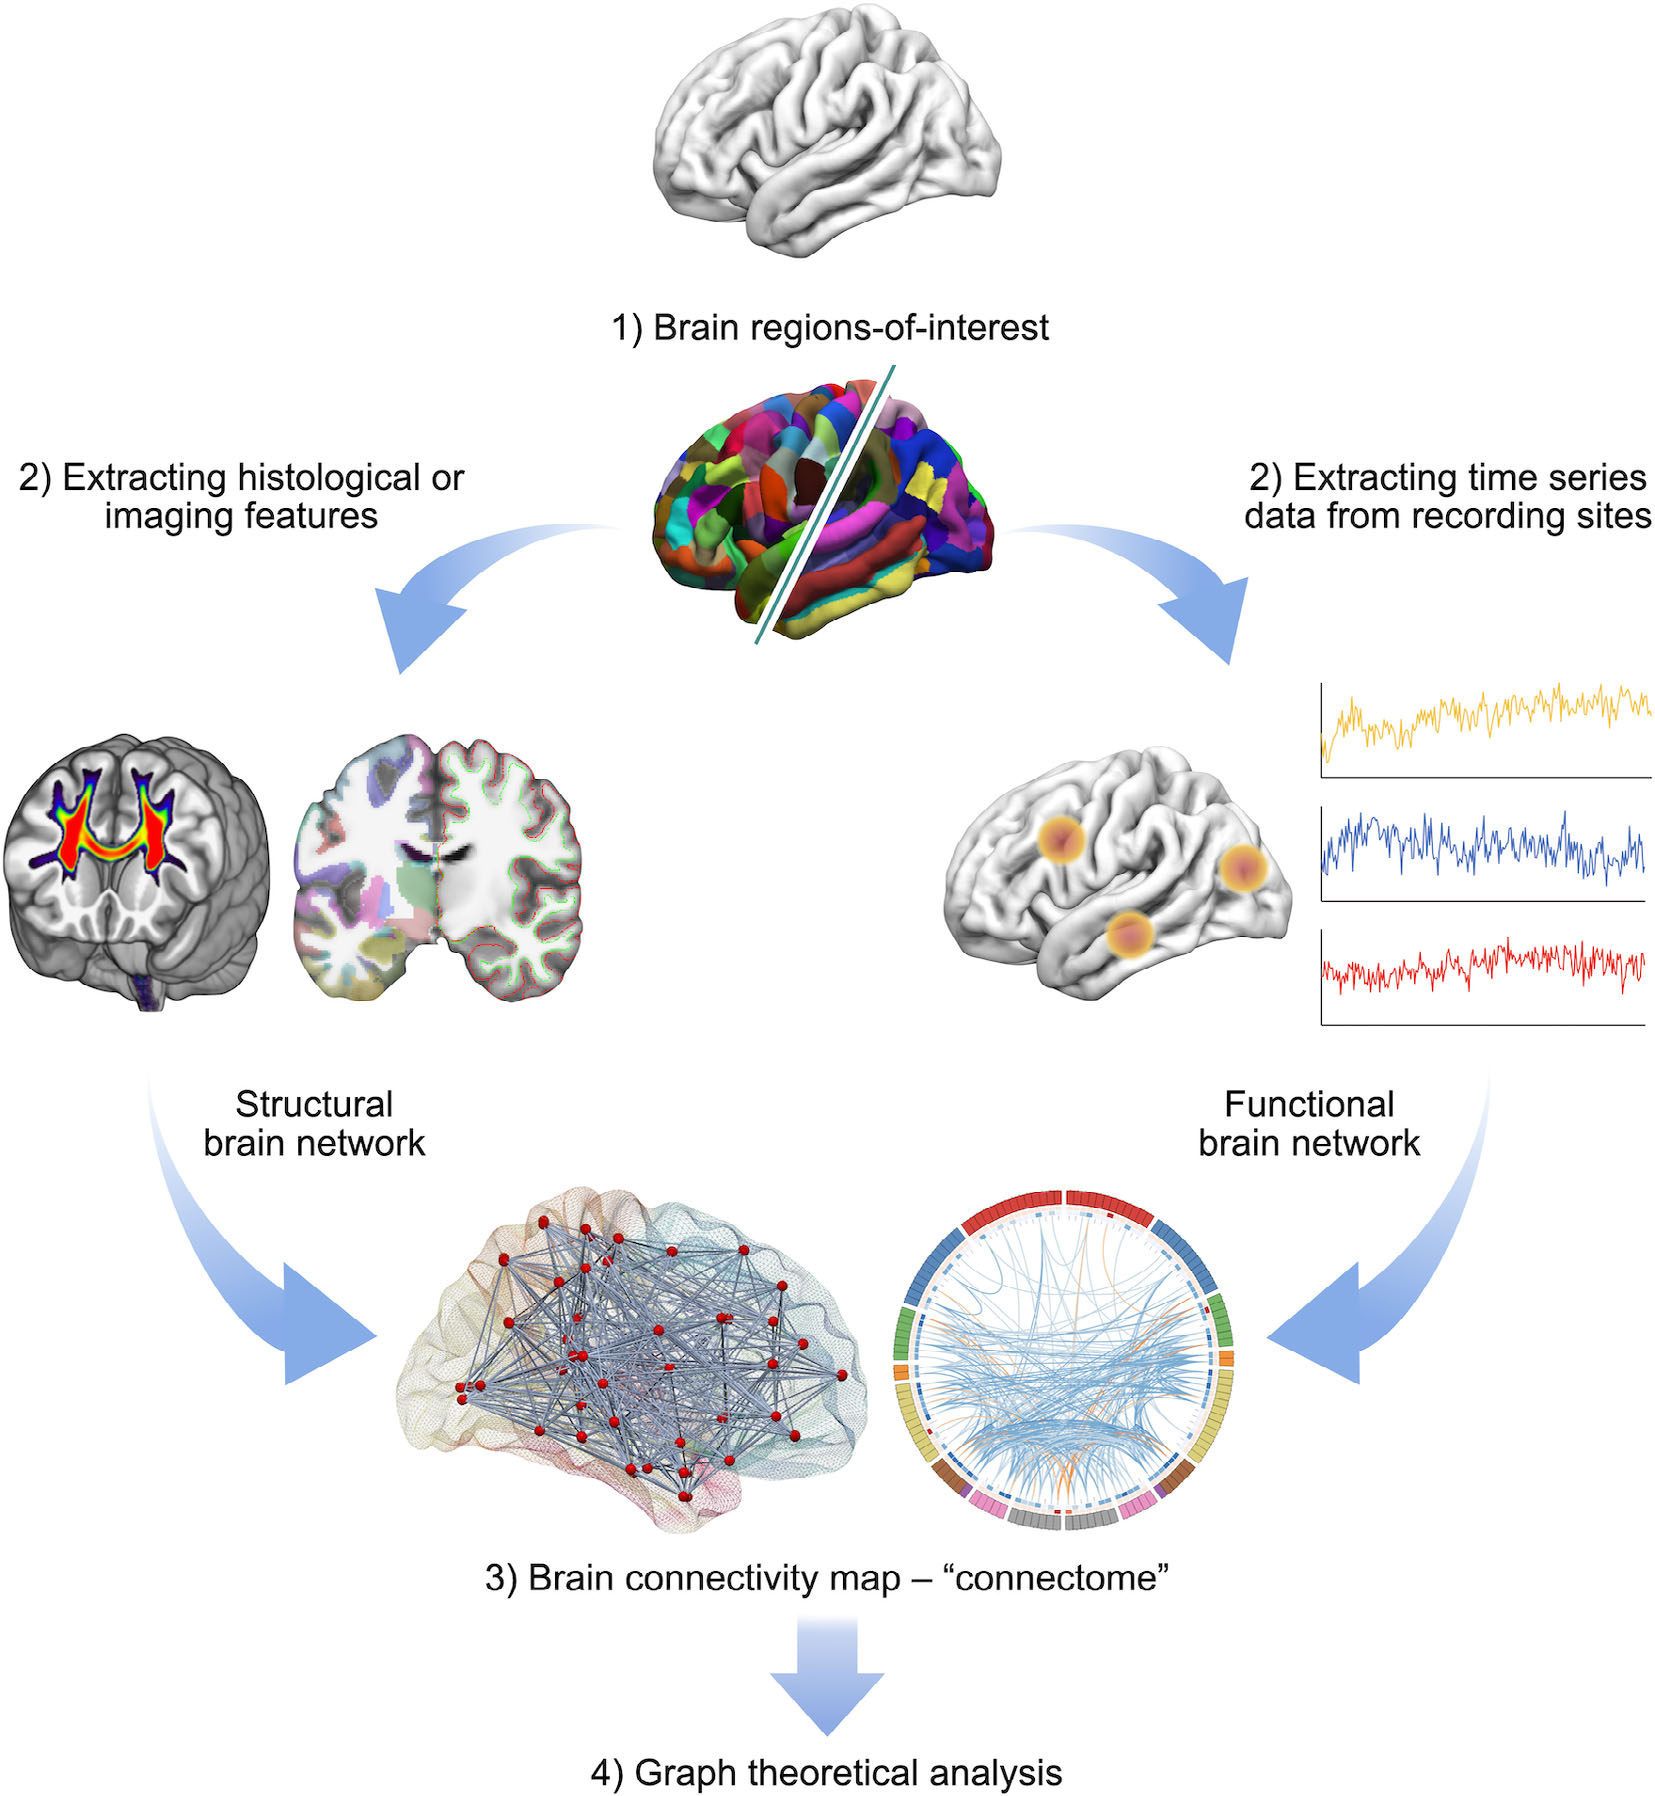 1) Brain regions-of-interest
2) Extracting histological or
imaging features
2) Extracting time series
data from recording sites
Structural
brain network
Functional
brain network
3) Brain connectivity map – “connectome”
4) Graph theoretical analysis